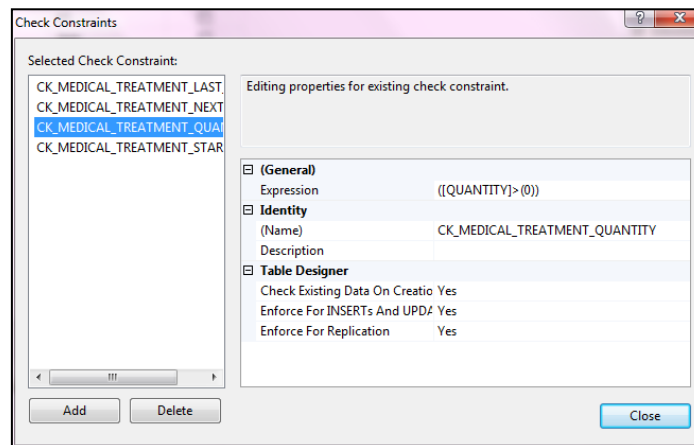 Check Constraints
Selected Check Constraint:
CK_MEDICAL_TREATMENT_LAST_
CK_MEDICAL_TREATMENT_NEXT
CK_MEDICAL_TREATMENT_QUAN
CK_MEDICAL_TREATMENT_STAR
Editing properties for existing check constraint.
(General)
Expression ([QUANTITY]>(0))
Identity
(Name) CK_MEDICAL_TREATMENT_QUANTITY
Description
Table Designer
Check Existing Data On Creatio Yes
Enforce For INSERTs And UPDA Yes
Enforce For Replication Yes
Add Delete
Close